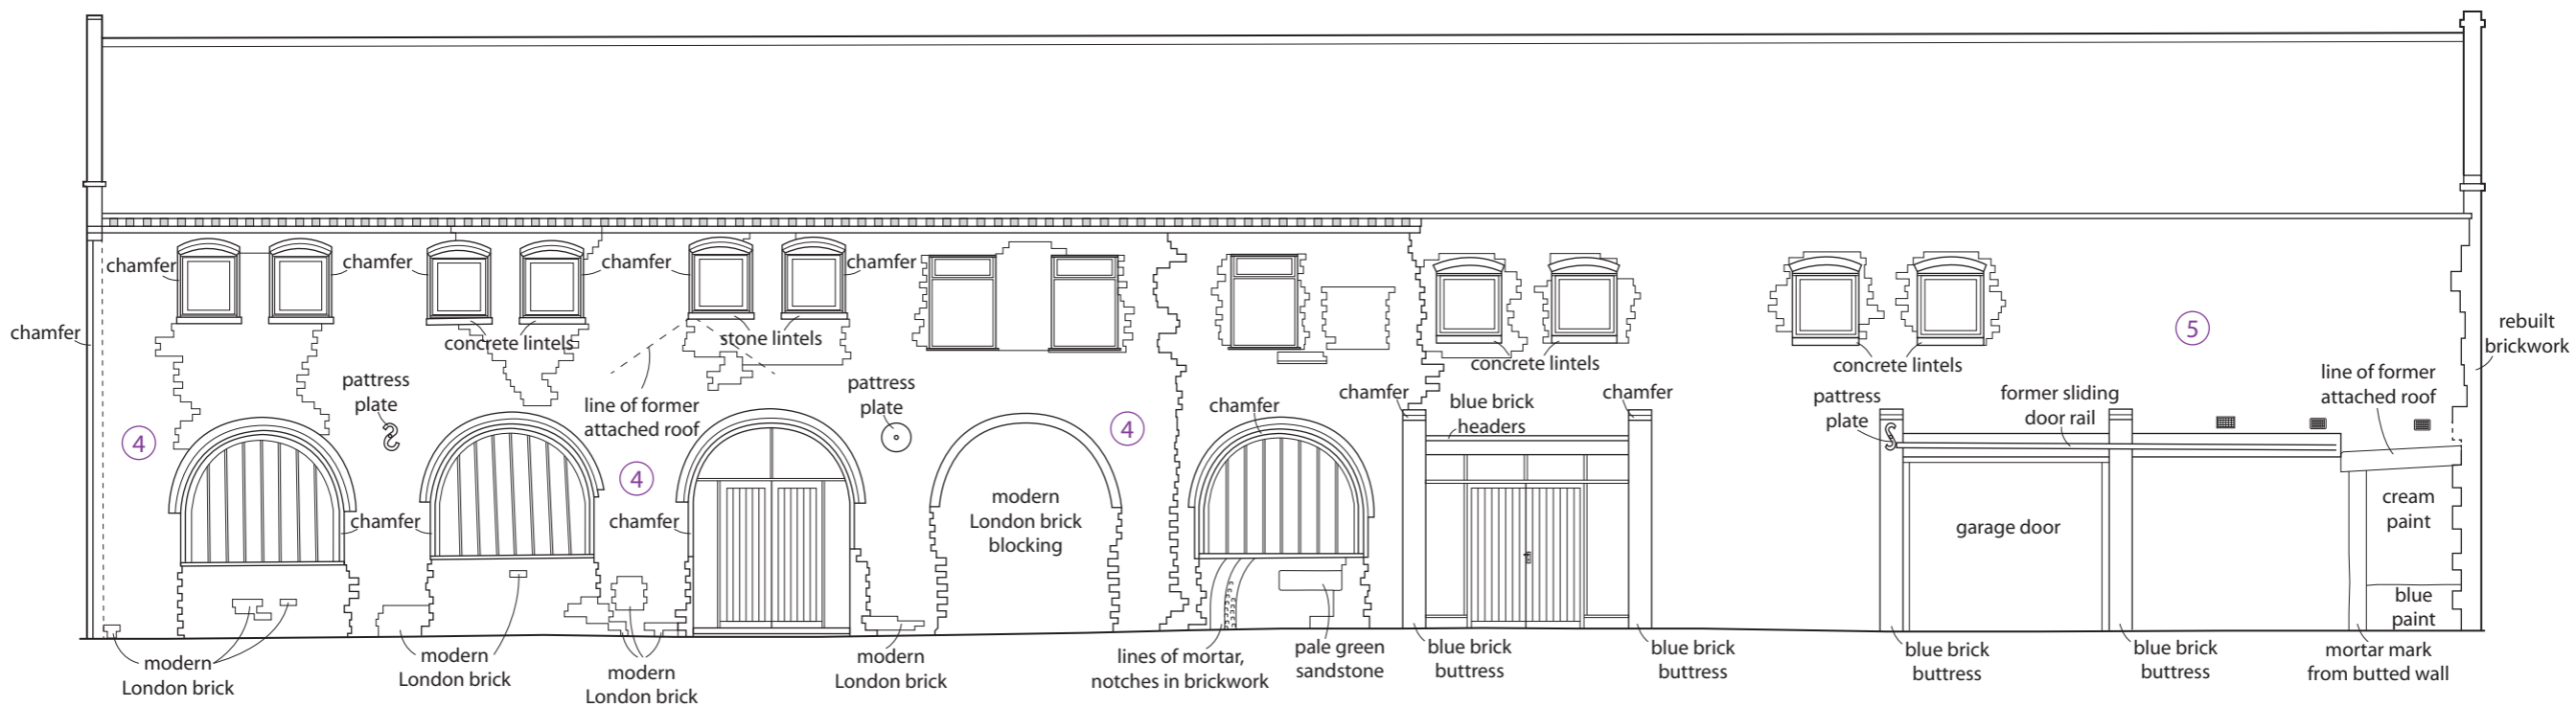 chamfer
chamfer
chamfer
chamfer
chamfer
concrete lintels
stone lintels
concrete lintels
concrete lintels
5
rebuilt
brickwork
pattress
plate
line of former
attached roof
pattress
plate
4
4
4
chamfer
chamfer
blue brick
headers
chamfer
pattress
plate
former sliding
door rail
line of former
attached roof
chamfer
chamfer
modern
London brick
blocking
garage door
cream
paint
blue
paint
modern
London brick
modern
London brick
modern
London brick
modern
London brick
lines of mortar,
notches in brickwork
pale green
sandstone
blue brick
buttress
blue brick
buttress
blue brick
buttress
blue brick
buttress
mortar mark
from butted wall